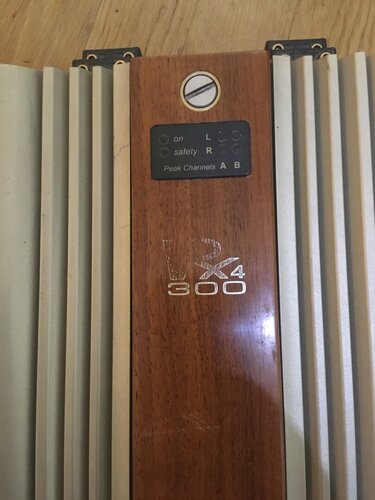 on L
safety R
Peak Channels A B
VRX4
300